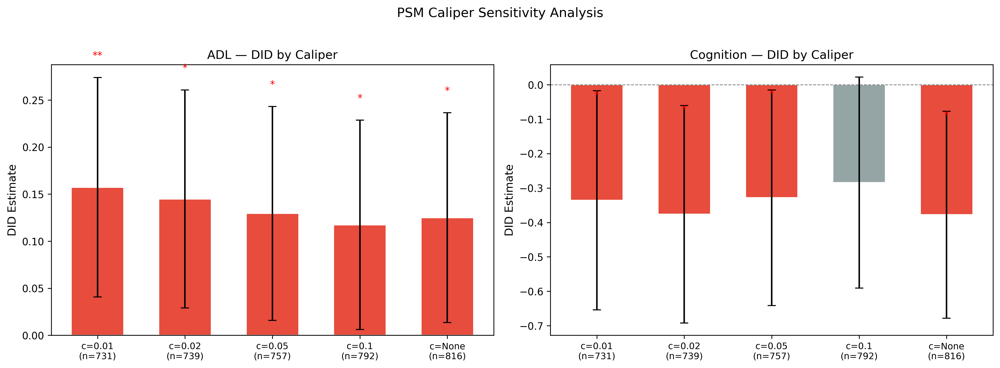 PSM Caliper Sensitivity Analysis
ADL — DID by Caliper
**
*
*
*
*
DID Estimate
0.25
0.20
0.15
0.10
0.05
0.00
c=0.01
(n=731)
c=0.02
(n=739)
c=0.05
(n=757)
c=0.1
(n=792)
c=None
(n=816)
Cognition — DID by Caliper
DID Estimate
0.0
−0.1
−0.2
−0.3
−0.4
−0.5
−0.6
−0.7
*
*
*
*
c=0.01
(n=731)
c=0.02
(n=739)
c=0.05
(n=757)
c=0.1
(n=792)
c=None
(n=816)